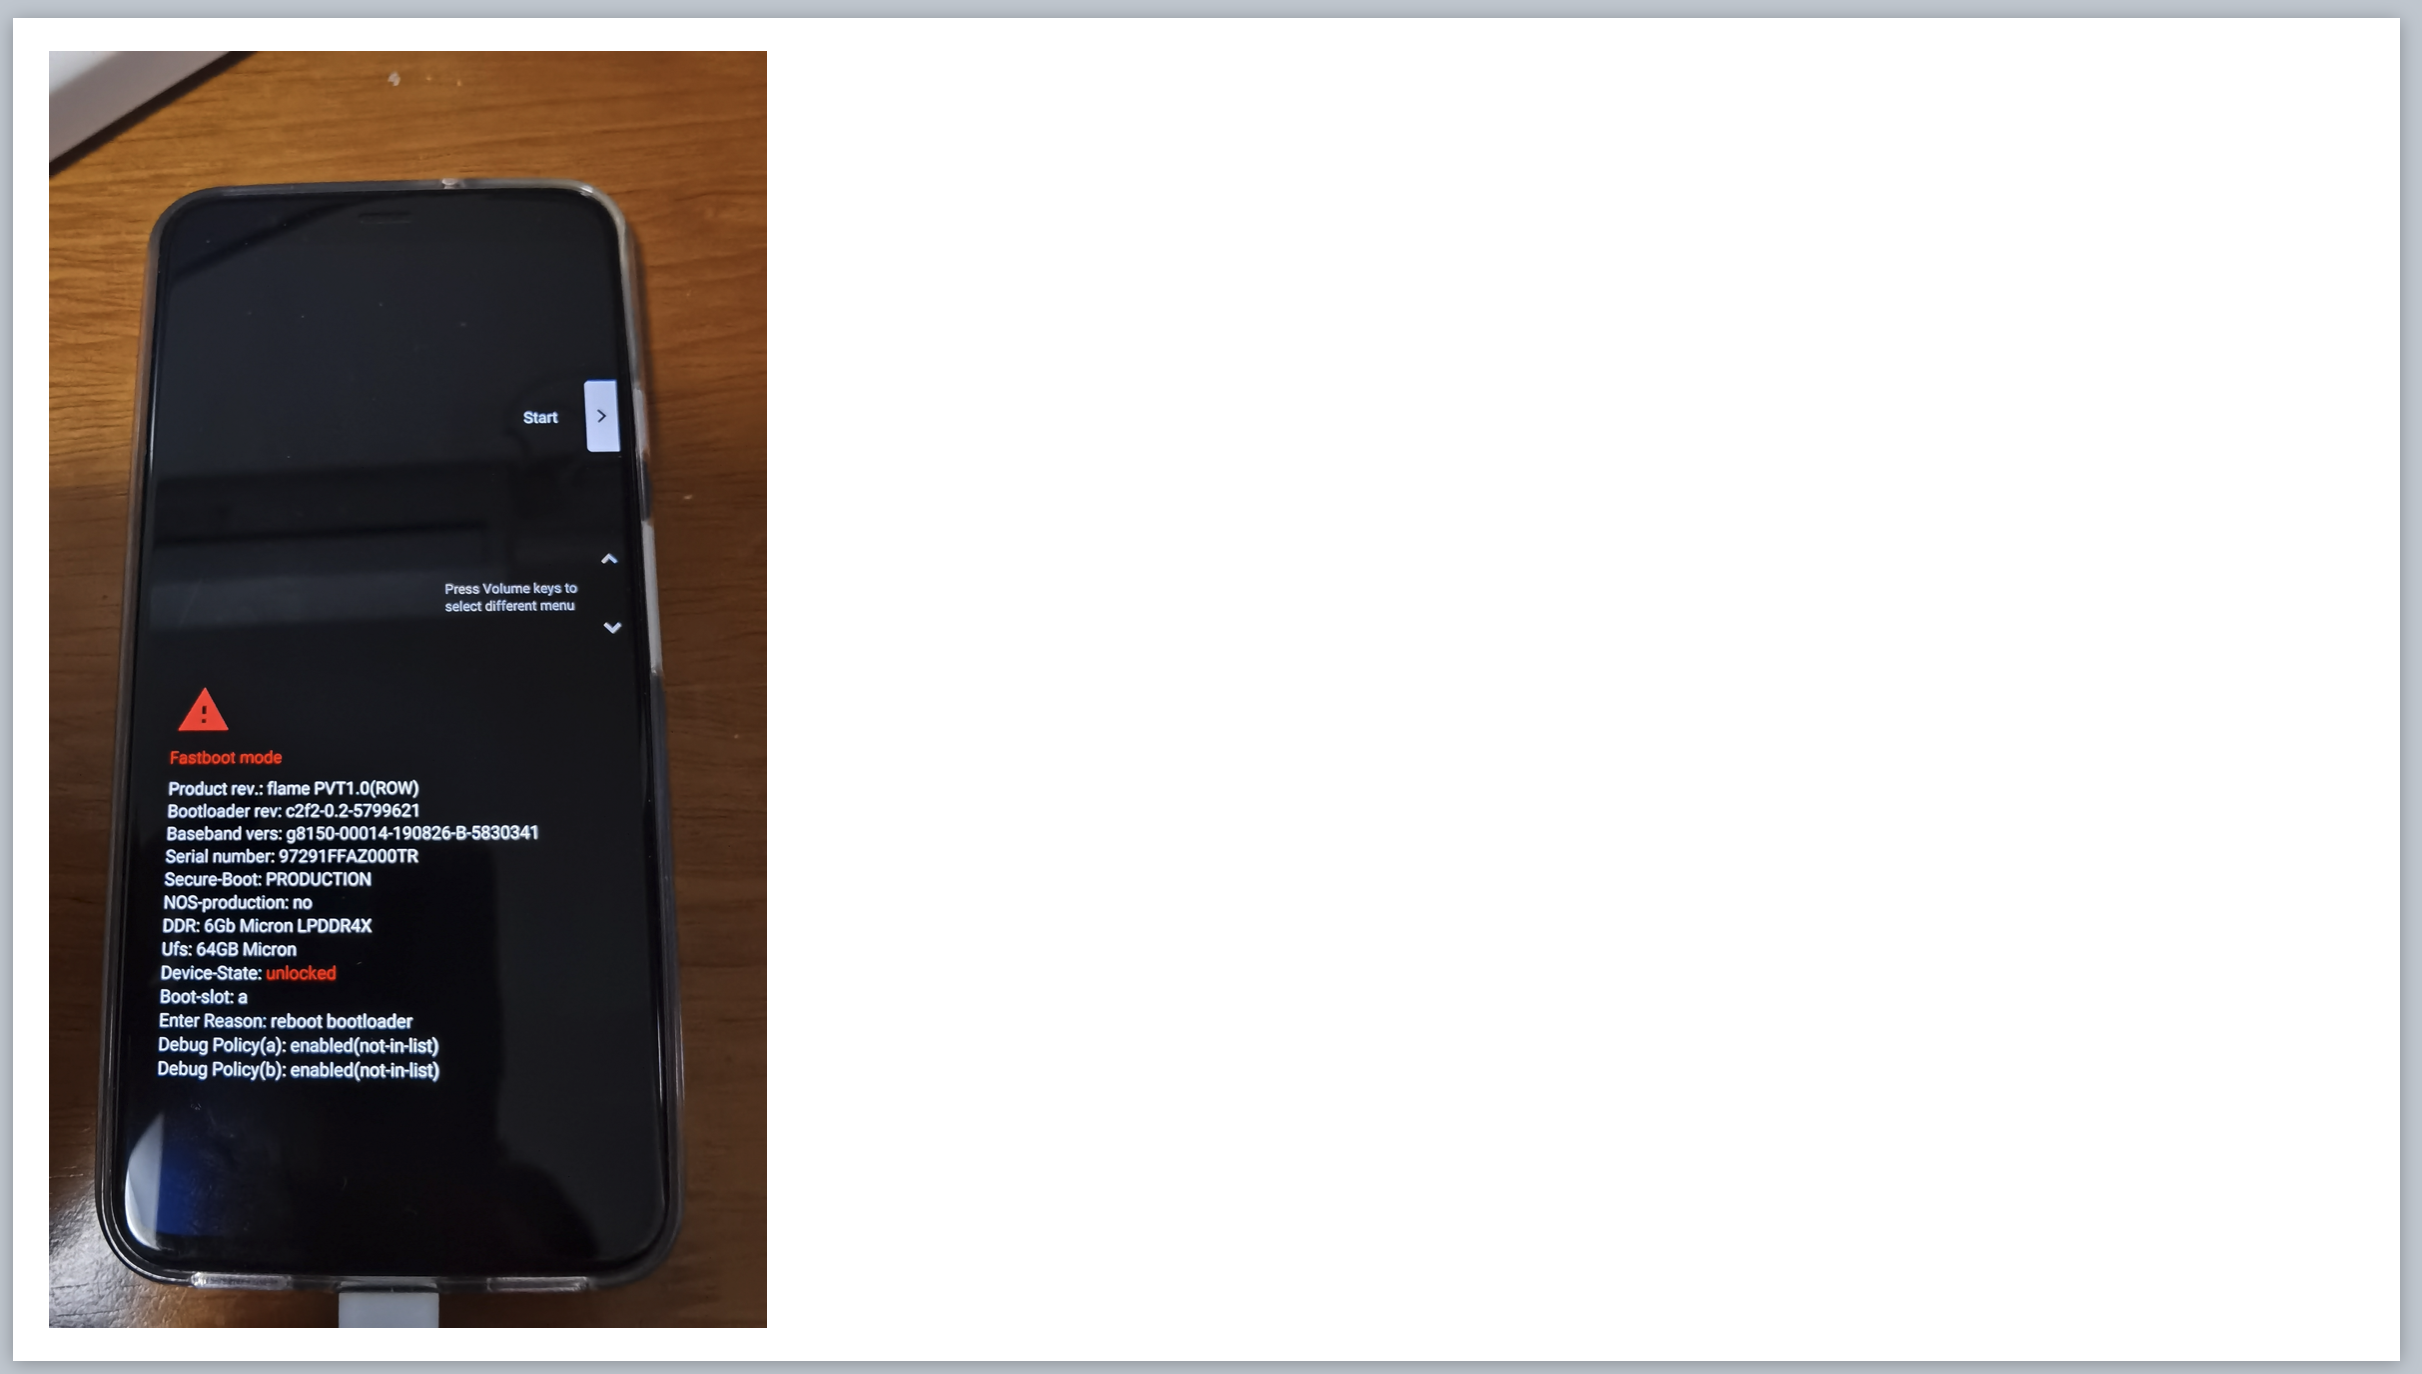 Start
Press Volume keys to
select different menu
Fastboot mode
Product rev.: flame PVT1.0(ROW)
Bootloader rev: c2f2-0.2-5799621
Baseband vers: g8150-00014-190826-B-5830341
Serial number: 97291FFAZ000TR
Secure-Boot: PRODUCTION
NOS-production: no
DDR: 6Gb Micron LPDDR4X
Ufs: 64GB Micron
Device-State: unlocked
Boot-slot: a
Enter Reason: reboot bootloader
Debug Policy(a): enabled(not-in-list)
Debug Policy(b): enabled(not-in-list)